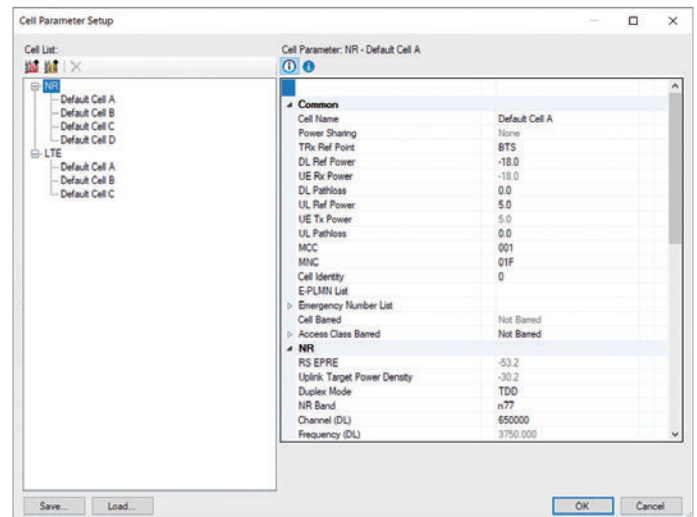 Cell Parameter Setup
Cell List:
NR
Default Cell A
Default Cell B
Default Cell C
Default Cell D
LTE
Default Cell A
Default Cell B
Default Cell C
Save...
Load...
Cell Parameter: NR - Default Cell A
Common
Cell Name Default Cell A
Power Sharing None
TRx Ref Point BTS
DL Ref Power -18.0
UE Rx Power -18.0
DL Pathloss 0.0
UL Ref Power 5.0
UE Tx Power 5.0
UL Pathloss 0.0
MCC 001
MNC 01F
Cell Identity 0
E-PLMN List
Emergency Number List
Cell Barred Not Barred
Access Class Barred Not Barred
NR
RS EPRE -53.2
Uplink Target Power Density -30.2
Duplex Mode TDD
NR Band n77
Channel (DL) 650000
Frequency (DL) 3750.000
OK
Cancel